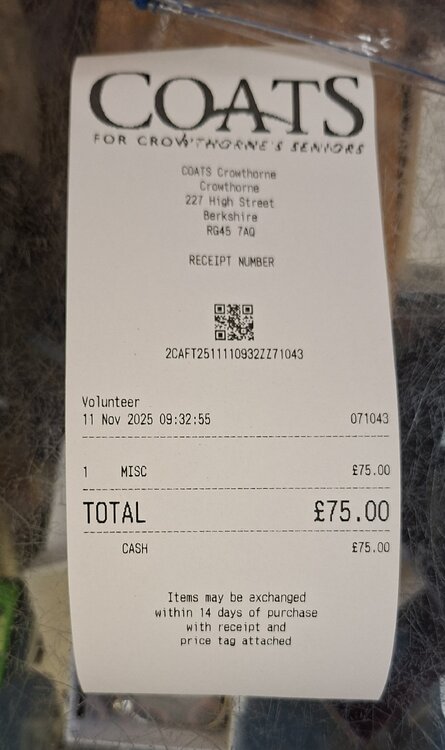 COATS
FOR CROWTHORNE'S SENIORS
COATS Crowthorne
Crowthorne
227 High Street
Berkshire
RG45 7AQ
RECEIPT NUMBER
2CAFT2511110932ZZ71043
Volunteer
11 Nov 2025 09:32:55 071043
1 MISC £75.00
TOTAL £75.00
CASH £75.00
Items may be exchanged
within 14 days of purchase
with receipt and
price tag attached